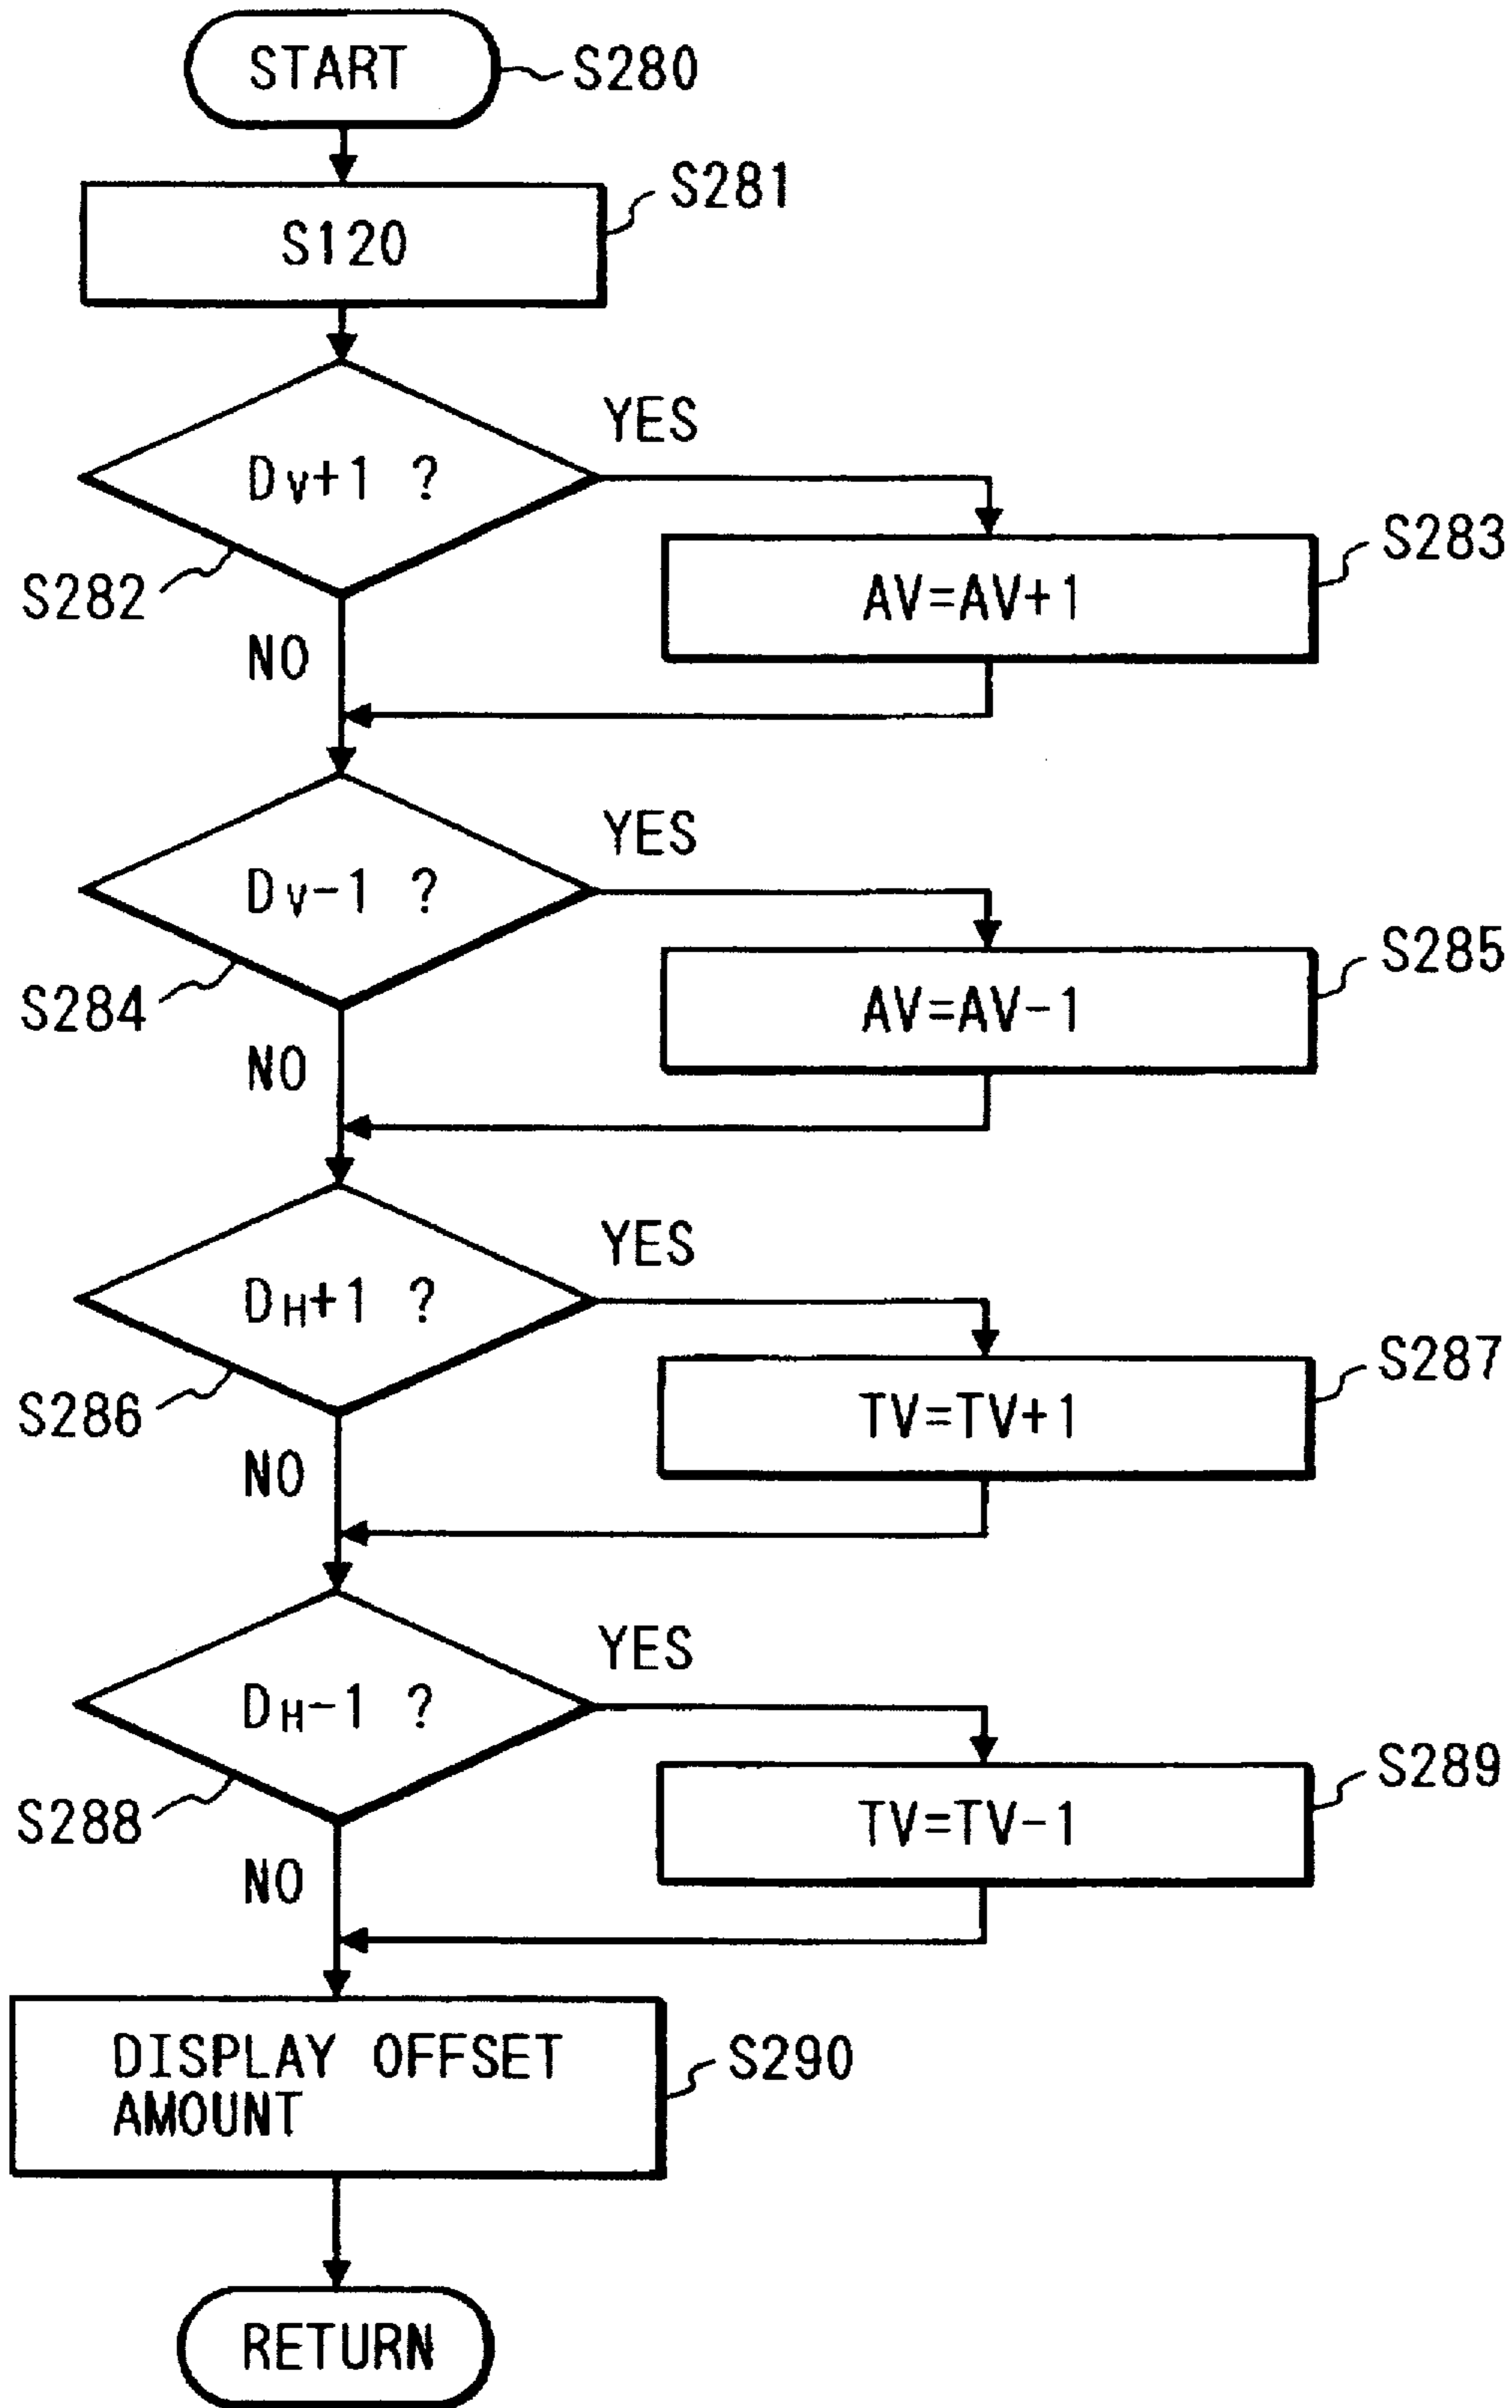 START
S280
S281
S120
YES
Dv+1 ?
S283
S282
AV=AV+1
NO
YES
Dv-1 ?
S285
S284
AV=AV-1
NO
YES
DH+1 ?
S287
S286
TV=TV+1
NO
YES
DH-1 ?
S289
S288
TV=TV-1
NO
DISPLAY OFFSET
AMOUNT
S290
RETURN